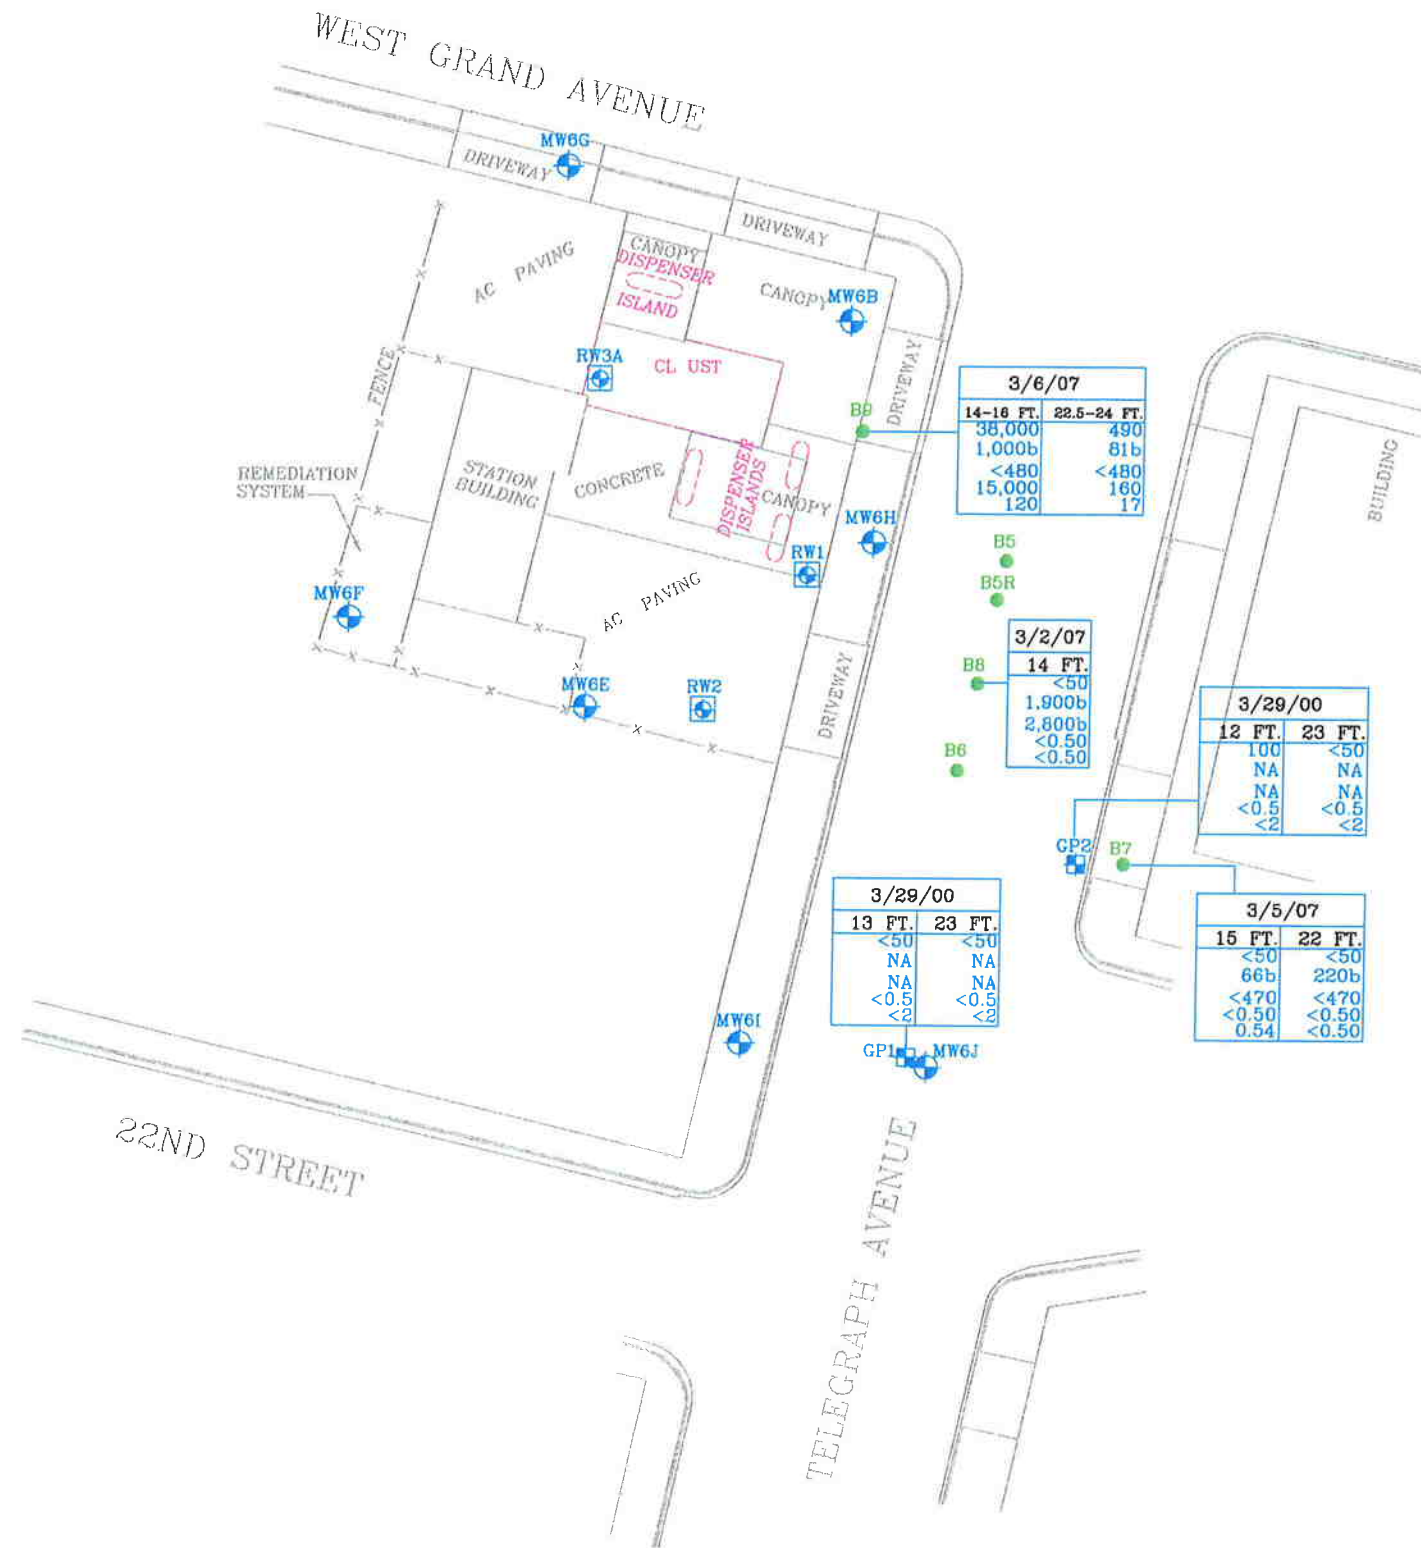 WEST GRAND AVENUE
MW6G
DRIVEWAY
DRIVEWAY
CANOPY
DISPENSER
ISLAND
AC PAVING
CANOPY
MW6B
FENCE
RW3A
CL UST
DRIVEWAY
B9
3/6/07
14-16 FT. 22.5-24 FT.
38,000 490
1,000b 81b
<480 <480
15,000 160
120 17
BUILDING
REMEDIATION
SYSTEM
STATION
BUILDING
CONCRETE
DISPENSER
ISLANDS
CANOPY
MW6H
RW1
B5
B5R
MW6F
AC PAVING
3/2/07
14 FT.
<50
1,900b
2,800b
<0.50
<0.50
B8
MW6E
RW2
DRIVEWAY
B6
3/29/00
12 FT. 23 FT.
100 <50
NA NA
NA NA
<0.5 <0.5
<2 <2
GP2
B7
3/29/00
13 FT. 23 FT.
<50 <50
NA NA
NA NA
<0.5 <0.5
<2 <2
3/5/07
15 FT. 22 FT.
<50 <50
66b 220b
<470 <470
<0.50 <0.50
0.54 <0.50
MW6I
GP1
MW6J
22ND STREET
TELEGRAPH AVENUE